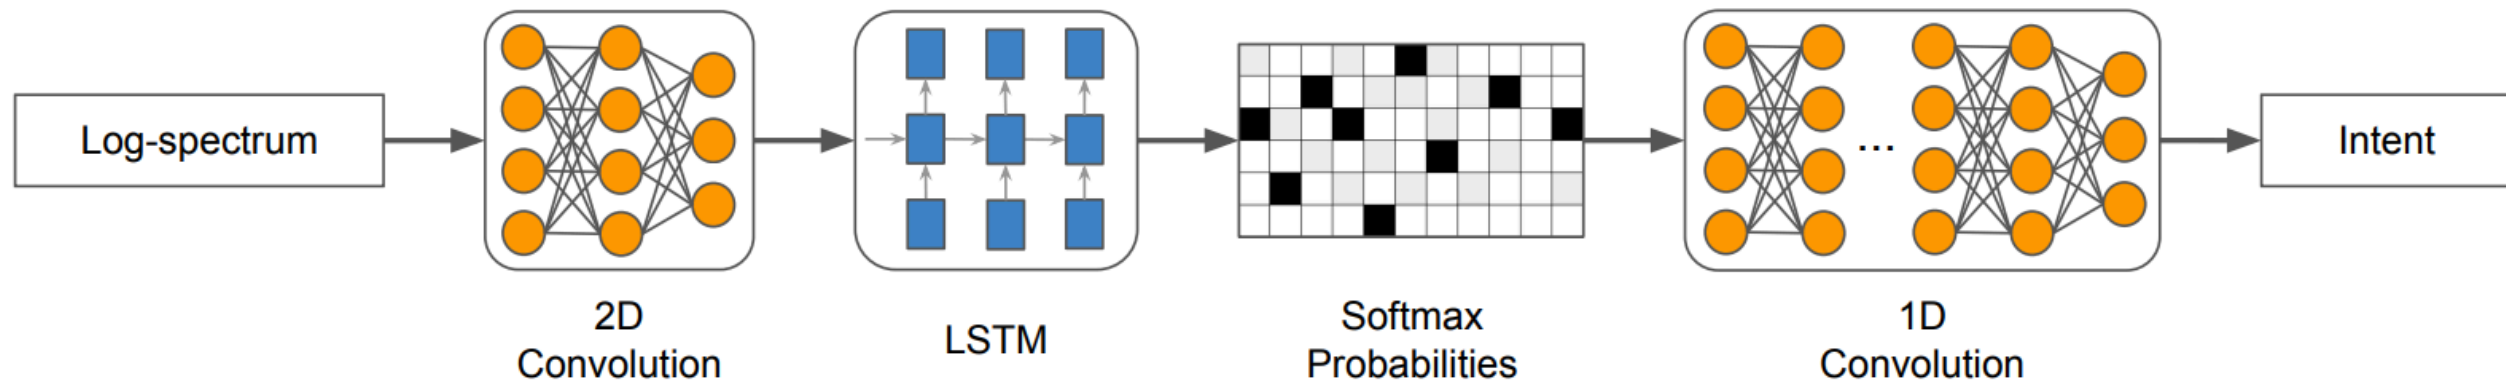 Log-spectrum
2D
Convolution
LSTM
Softmax
Probabilities
...
1D
Convolution
Intent